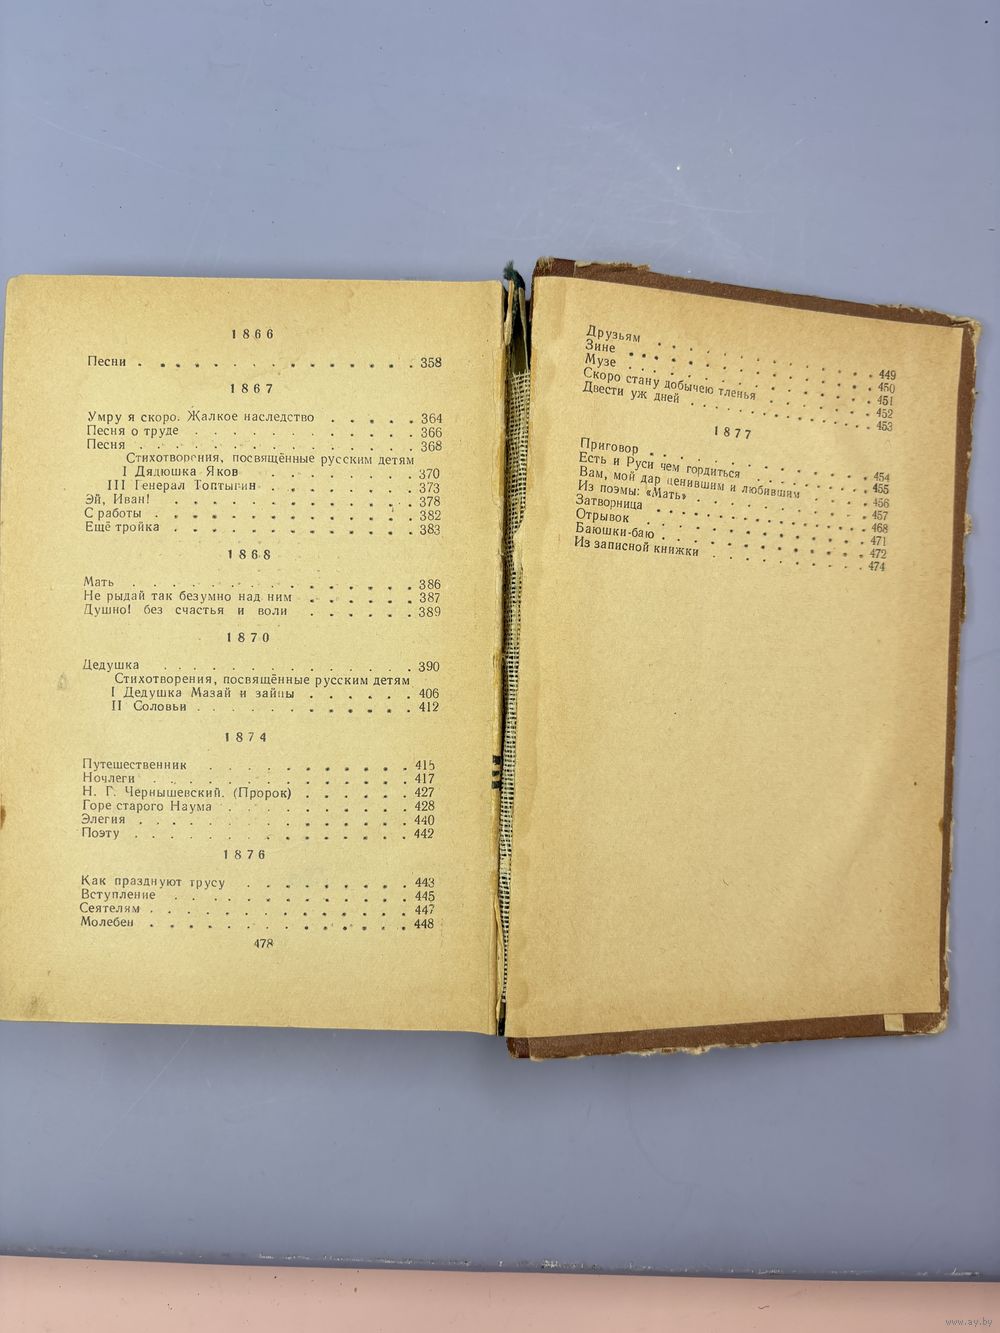 1866
Песни . . . . . . . . . . . . . . . 358
1867
Умру я скоро. Жалкое наследство . . . . . 364
Песня о труде . . . . . . . . . . . . 366
Песня . . . . . . . . . . . . . . . 368
Стихотворения, посвящённые русским детям
I Дядюшка Яков . . . . . . . . . 370
III Генерал Топтыгин . . . . . . . . 373
Эй, Иван! . . . . . . . . . . . . . 378
С работы . . . . . . . . . . . . . . 382
Ещё тройка . . . . . . . . . . . . . 383
1868
Мать . . . . . . . . . . . . . . . 386
Не рыдай так безумно над ним . . . . . . 387
Душно! без счастья и воли . . . . . . 389
1870
Дедушка . . . . . . . . . . . . . 390
Стихотворения, посвящённые русским детям
I Дедушка Мазай и зайцы . . . . . . 406
II Соловьи . . . . . . . . . . . . 412
1874
Путешественник . . . . . . . . . . . 415
Ночлеги . . . . . . . . . . . . . . 417
Н. Г. Чернышевский. (Пророк) . . . . . . 427
Горе старого Наума . . . . . . . . . . 428
Элегия . . . . . . . . . . . . . . . 440
Поэту . . . . . . . . . . . . . . . 442
1876
Как празднуют трусу . . . . . . . . . 443
Вступление . . . . . . . . . . . . . 445
Сеятелям . . . . . . . . . . . . . . 447
Молебен . . . . . . . . . . . . . . 448
478
Друзьям . . . . . . . . . . . . 449
Зине . . . . . . . . . . . . . . 450
Музе . . . . . . . . . . . . . . 451
Скоро стану добычею тленья . . . . . . 452
Двести уж дней . . . . . . . . . . . 453
1877
Приговор . . . . . . . . . . . . 454
Есть и Руси чем гордиться . . . . . . . 455
Вам, мой дар ценившим и любившим . . . . 456
Из поэмы: «Мать» . . . . . . . . . . 457
Затворница . . . . . . . . . . . . 468
Отрывок . . . . . . . . . . . . . 471
Баюшки-баю . . . . . . . . . . . . 472
Из записной книжки . . . . . . . . . 474
www.ay.by